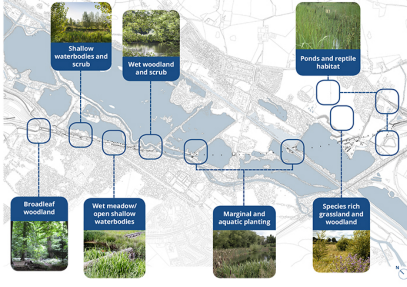 Shallow
waterbodies and
scrub
Wet woodland
and scrub
Ponds and reptile
habitat
Broadleaf
woodland
Wet meadow/
open shallow
waterbodies
Marginal and
aquatic planting
Species rich
grassland and
woodland
N